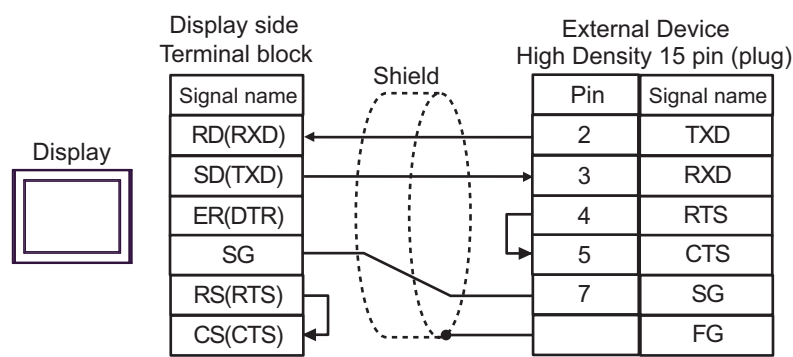 Display side
Terminal block
External Device
High Density 15 pin (plug)
Shield
Display
Signal name
Pin Signal name
RD(RXD) 2 TXD
SD(TXD) 3 RXD
ER(DTR) 4 RTS
SG 5 CTS
RS(RTS) 7 SG
CS(CTS) FG